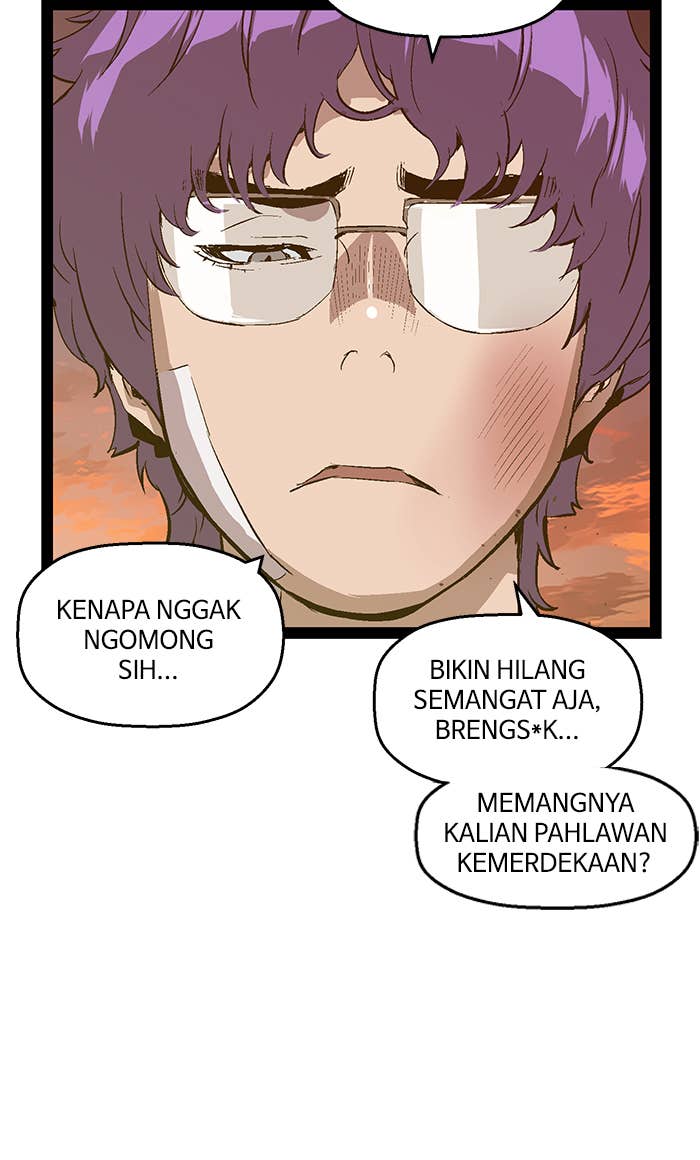 KENAPA NGGAK
NGOMONG
SIH...
BIKIN HILANG
SEMANGAT AJA,
BRENGS*K...
MEMANGNYA
KALIAN PAHLAWAN
KEMERDEKAAN?